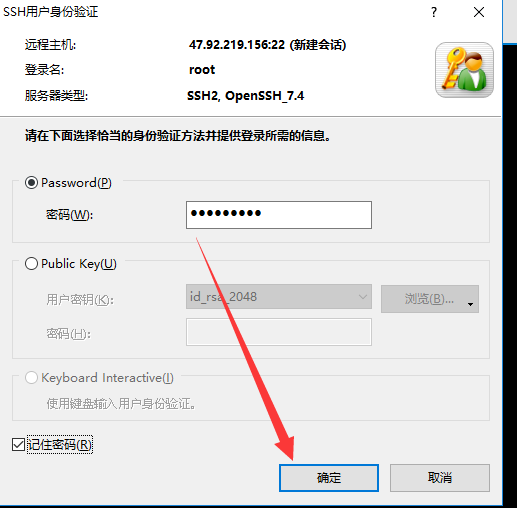 SSH用户身份验证
远程主机: 47.92.219.156:22 (新建会话)
登录名: root
服务器类型: SSH2, OpenSSH_7.4
请在下面选择恰当的身份验证方法并提供登录所需的信息。
Password(P)
密码(W): ●●●●●●●●●
Public Key(U)
用户密钥(K): id_rsa_2048 浏览(B)...
密码(H):
Keyboard Interactive(I)
使用键盘输入用户身份验证。
记住密码(R)
确定 取消